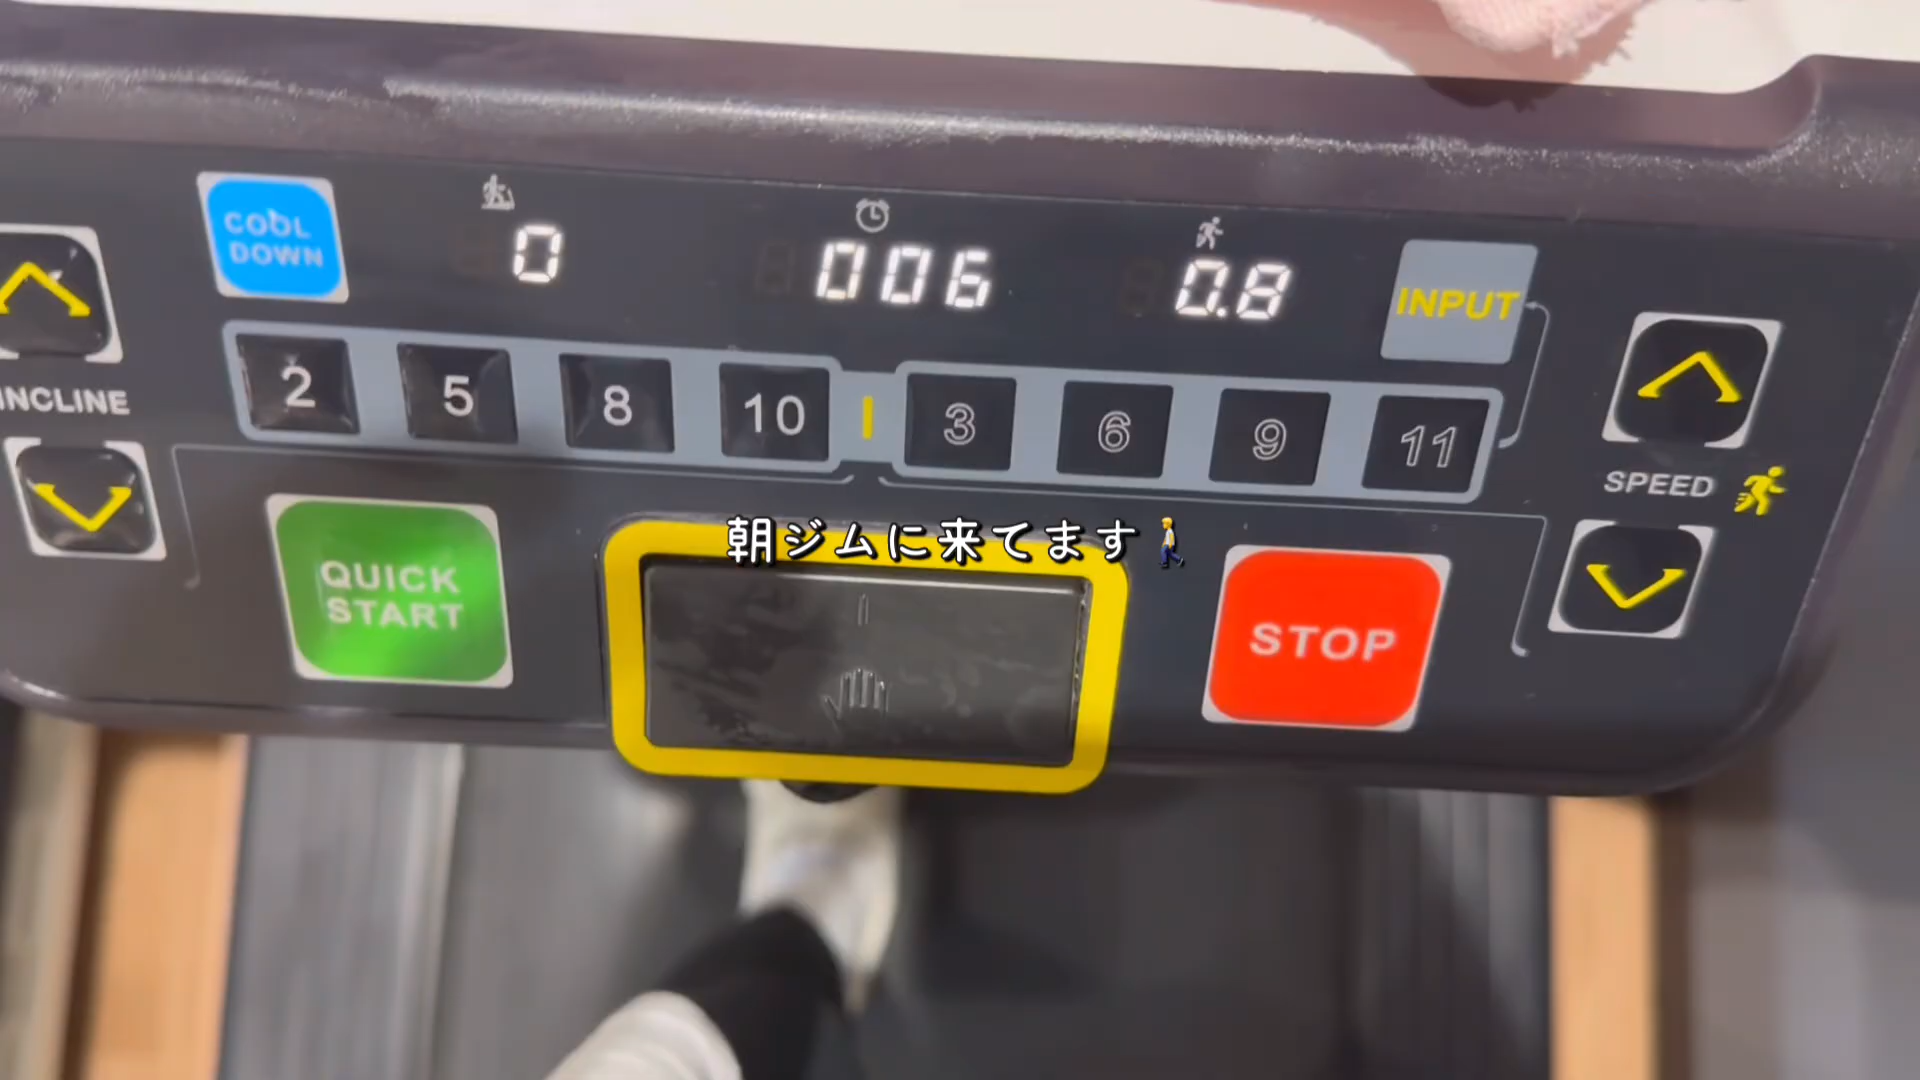 COOL
DOWN
0
006
0.8
INPUT
INCLINE
2
5
8
10
3
6
9
11
SPEED
朝ジムに来てます🚶
QUICK
START
STOP